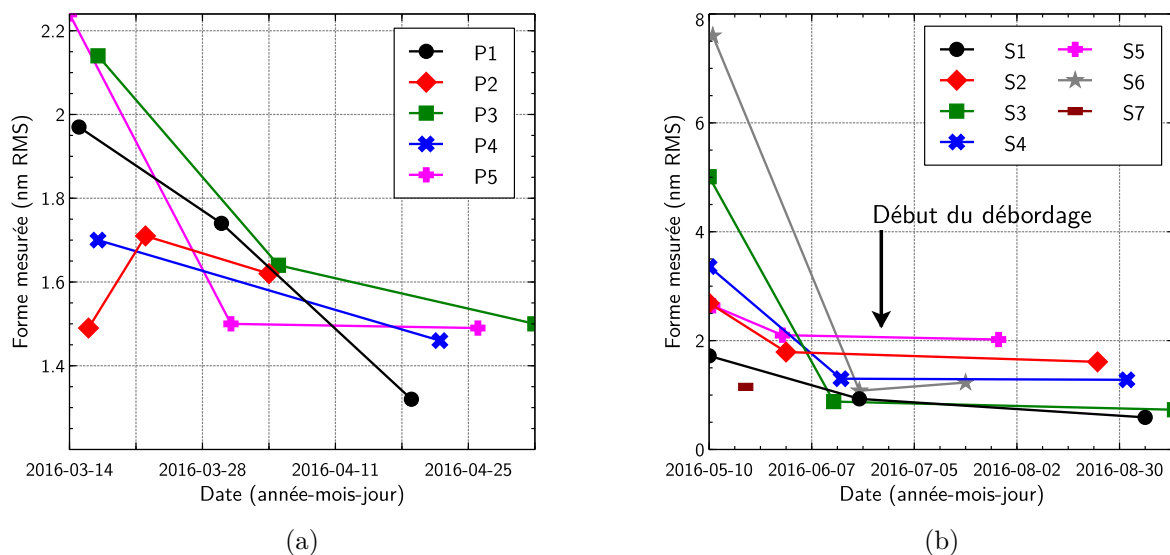 2.2
2
1.8
1.6
1.4
Forme mesurée (nm RMS)
2016-03-14
2016-03-28
2016-04-11
2016-04-25
Date (année-mois-jour)
P1
P2
P3
P4
P5
(a)
8
6
4
2
0
Forme mesurée (nm RMS)
2016-05-10
2016-06-07
2016-07-05
2016-08-02
2016-08-30
Date (année-mois-jour)
S1
S2
S3
S4
S5
S6
S7
Début du débordage
(b)